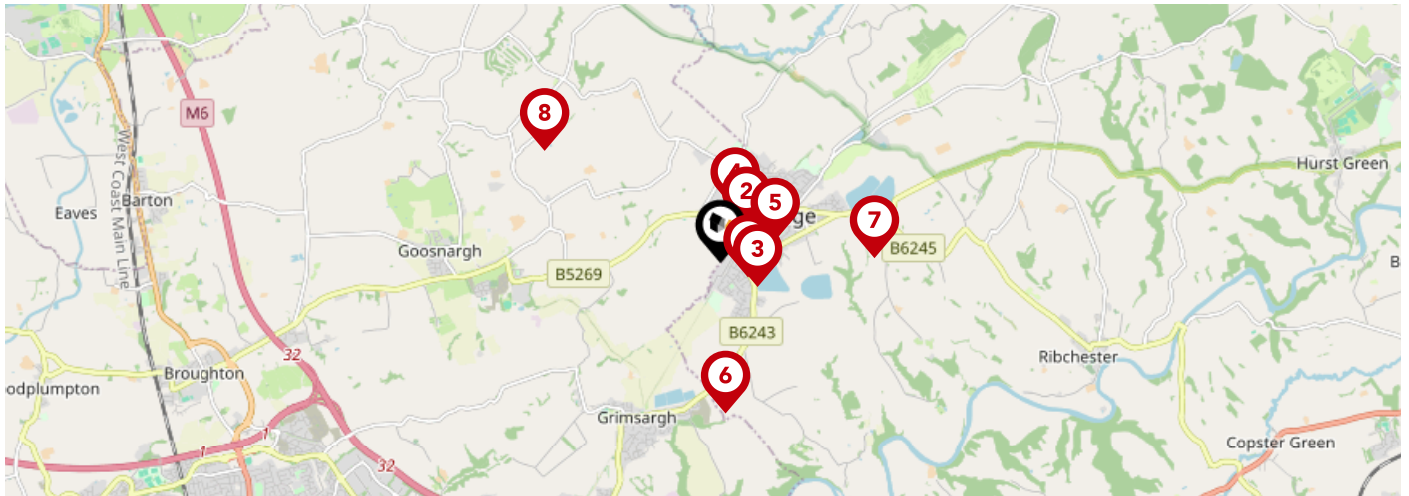 M6
8
West
Coast
Main
Line
Hurst Green
Barton
Eaves
4
2
5
ge
7
Goosnargh
3
B6245
B5269
B6243
32
Ribchester
Broughton
6
oodplumpton
Grimsargh
1
1
Copster Green
32
B